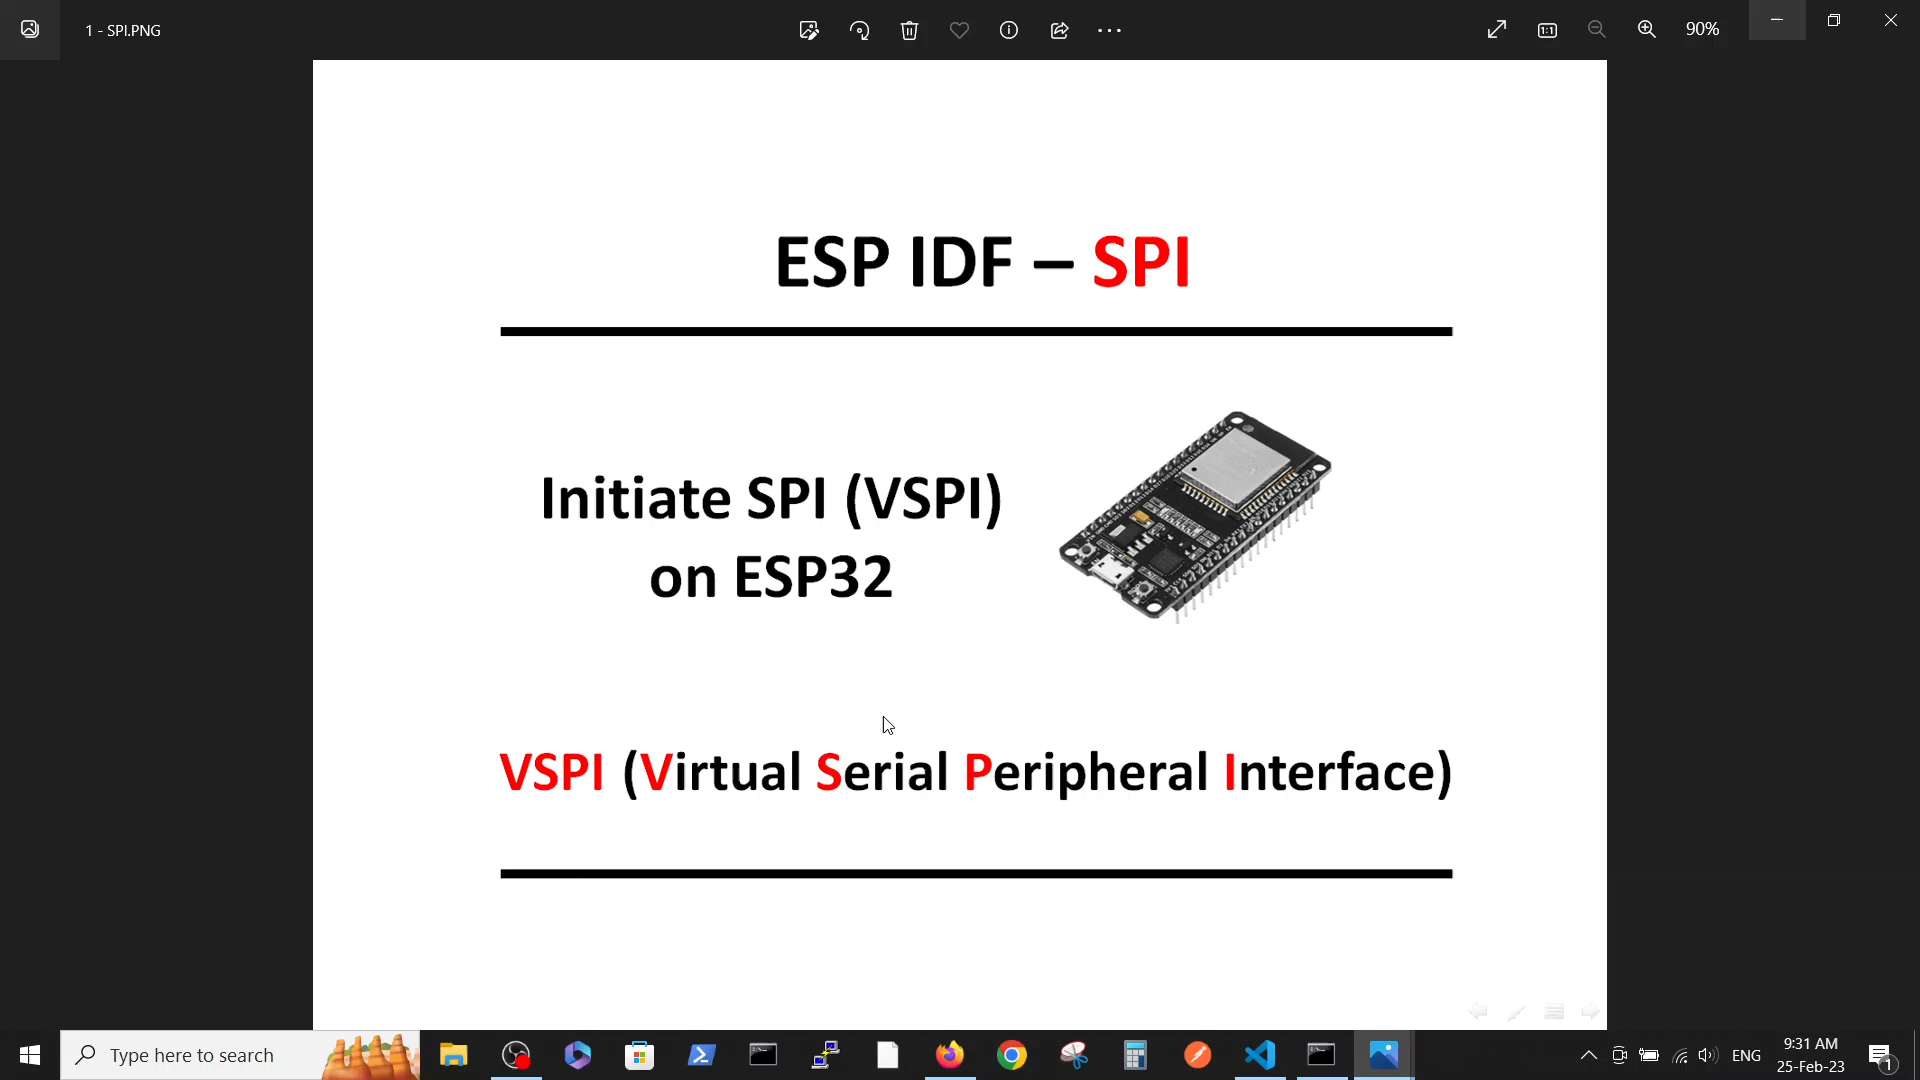 1 - SPI.PNG
90%
ESP IDF – SPI
Initiate SPI (VSPI)
on ESP32
VSPI (Virtual Serial Peripheral Interface)
Type here to search
ENG
9:31 AM
25-Feb-23
1